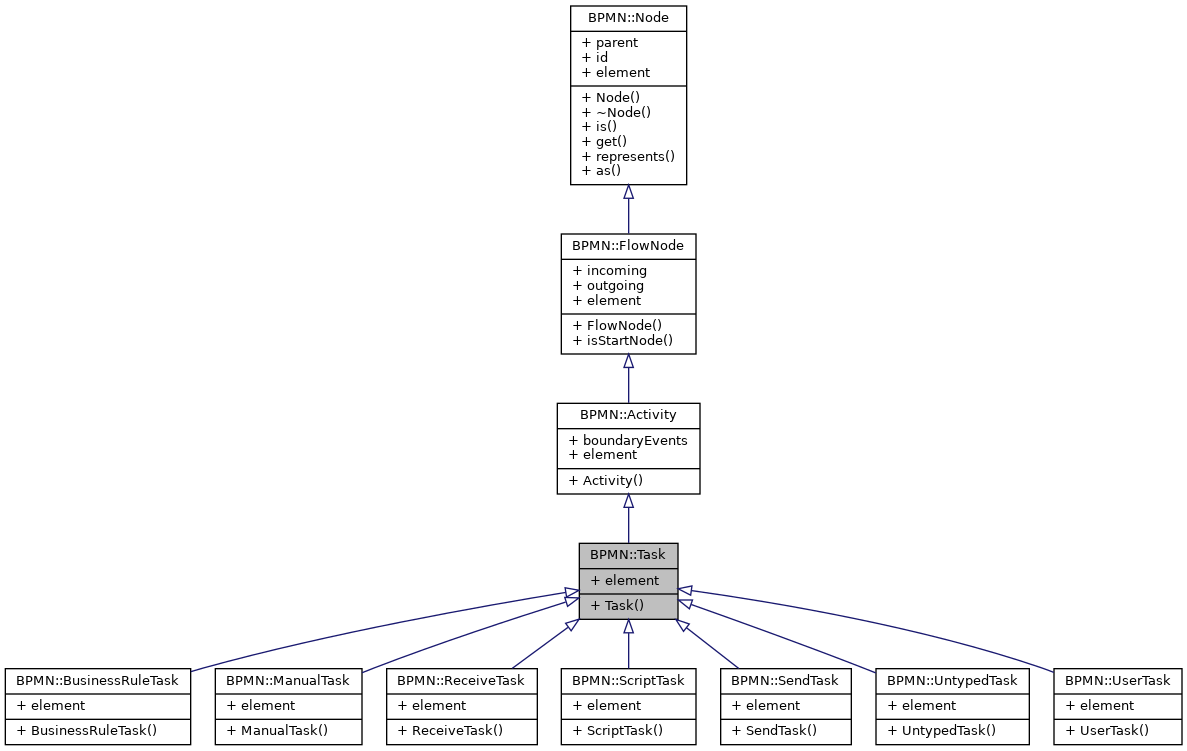 BPMN::Node
+ parent
+ id
+ element
+ Node()
+ ~Node()
+ is()
+ get()
+ represents()
+ as()
BPMN::FlowNode
+ incoming
+ outgoing
+ element
+ FlowNode()
+ isStartNode()
BPMN::Activity
+ boundaryEvents
+ element
+ Activity()
BPMN::Task
+ element
+ Task()
BPMN::BusinessRuleTask
+ element
+ BusinessRuleTask()
BPMN::ManualTask
+ element
+ ManualTask()
BPMN::ReceiveTask
+ element
+ ReceiveTask()
BPMN::ScriptTask
+ element
+ ScriptTask()
BPMN::SendTask
+ element
+ SendTask()
BPMN::UntypedTask
+ element
+ UntypedTask()
BPMN::UserTask
+ element
+ UserTask()